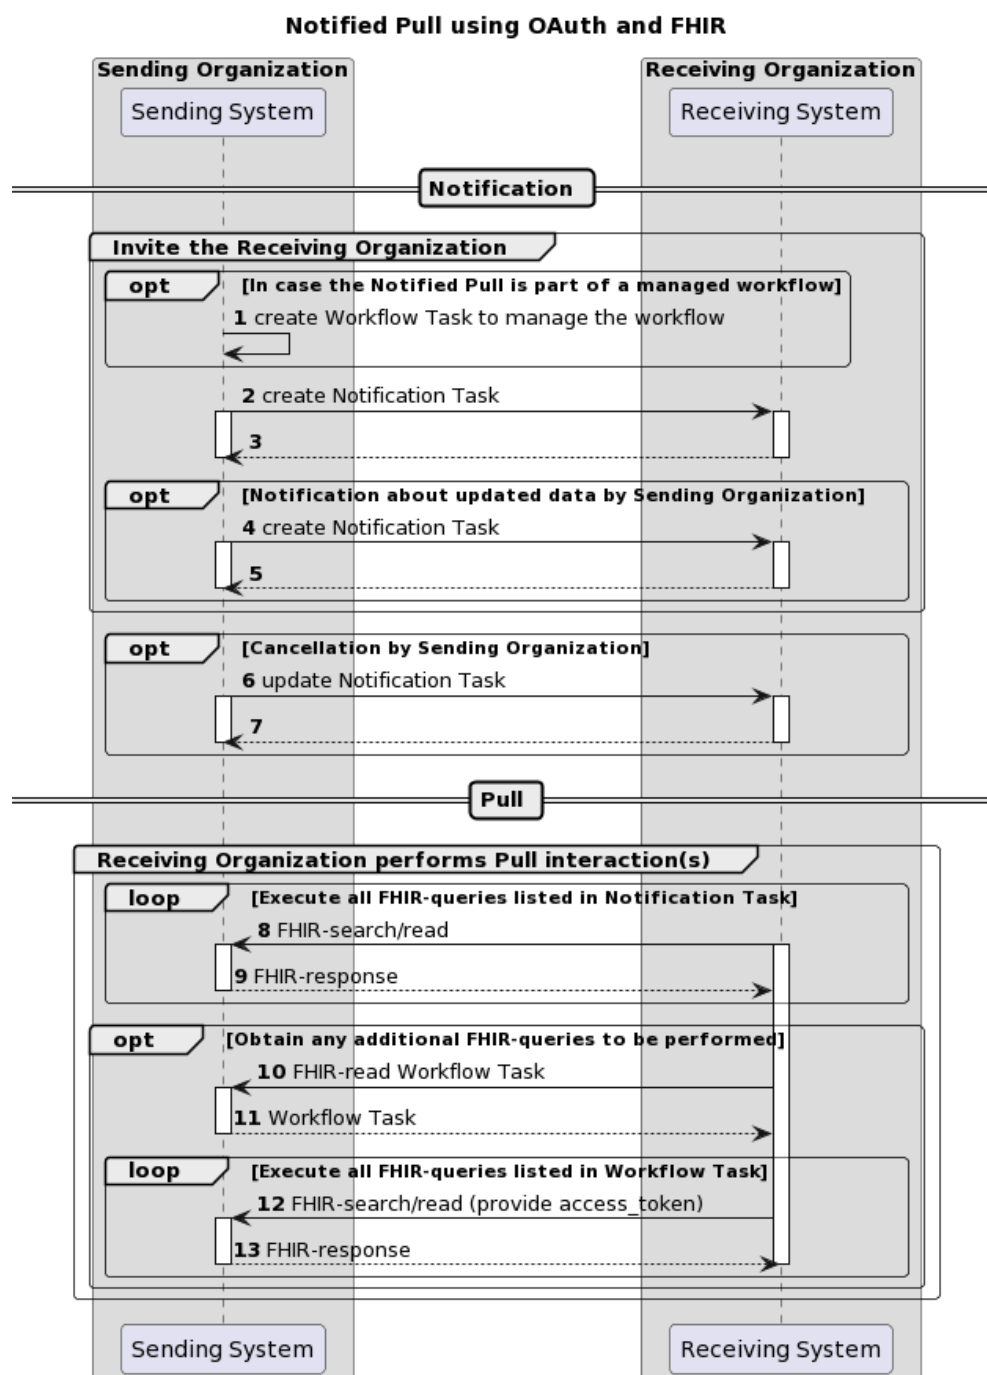 Notified Pull using OAuth and FHIR
Sending Organization
Receiving Organization
Sending System
Receiving System
Notification
Invite the Receiving Organization
opt [In case the Notified Pull is part of a managed workflow]
1 create Workflow Task to manage the workflow
2 create Notification Task
3
opt [Notification about updated data by Sending Organization]
4 create Notification Task
5
opt [Cancellation by Sending Organization]
6 update Notification Task
7
Pull
Receiving Organization performs Pull interaction(s)
loop [Execute all FHIR-queries listed in Notification Task]
8 FHIR-search/read
9 FHIR-response
opt [Obtain any additional FHIR-queries to be performed]
10 FHIR-read Workflow Task
11 Workflow Task
loop [Execute all FHIR-queries listed in Workflow Task]
12 FHIR-search/read (provide access_token)
13 FHIR-response
Sending System
Receiving System